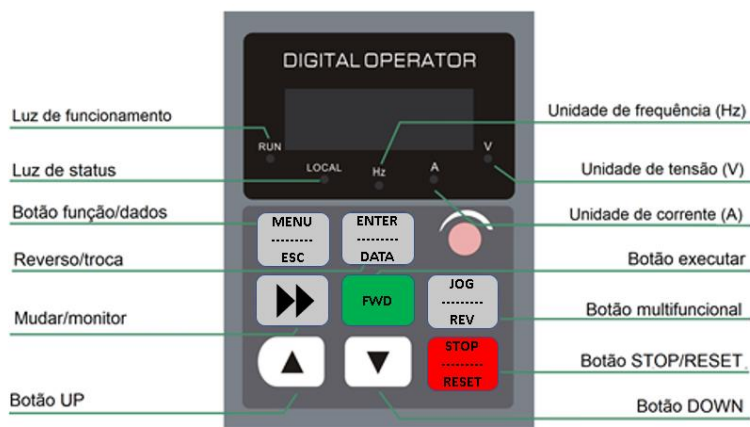 DIGITAL OPERATOR
Luz de funcionamento
Unidade de frequência (Hz)
RUN
V
LOCAL
Hz
A
Luz de status
Unidade de tensão (V)
Botão função/dados
MENU
ESC
ENTER
DATA
Unidade de corrente (A)
Reverso/troca
Botão executar
FWD
JOG
REV
Mudar/monitor
Botão multifuncional
STOP
RESET
Botão STOP/RESET
Botão UP
Botão DOWN